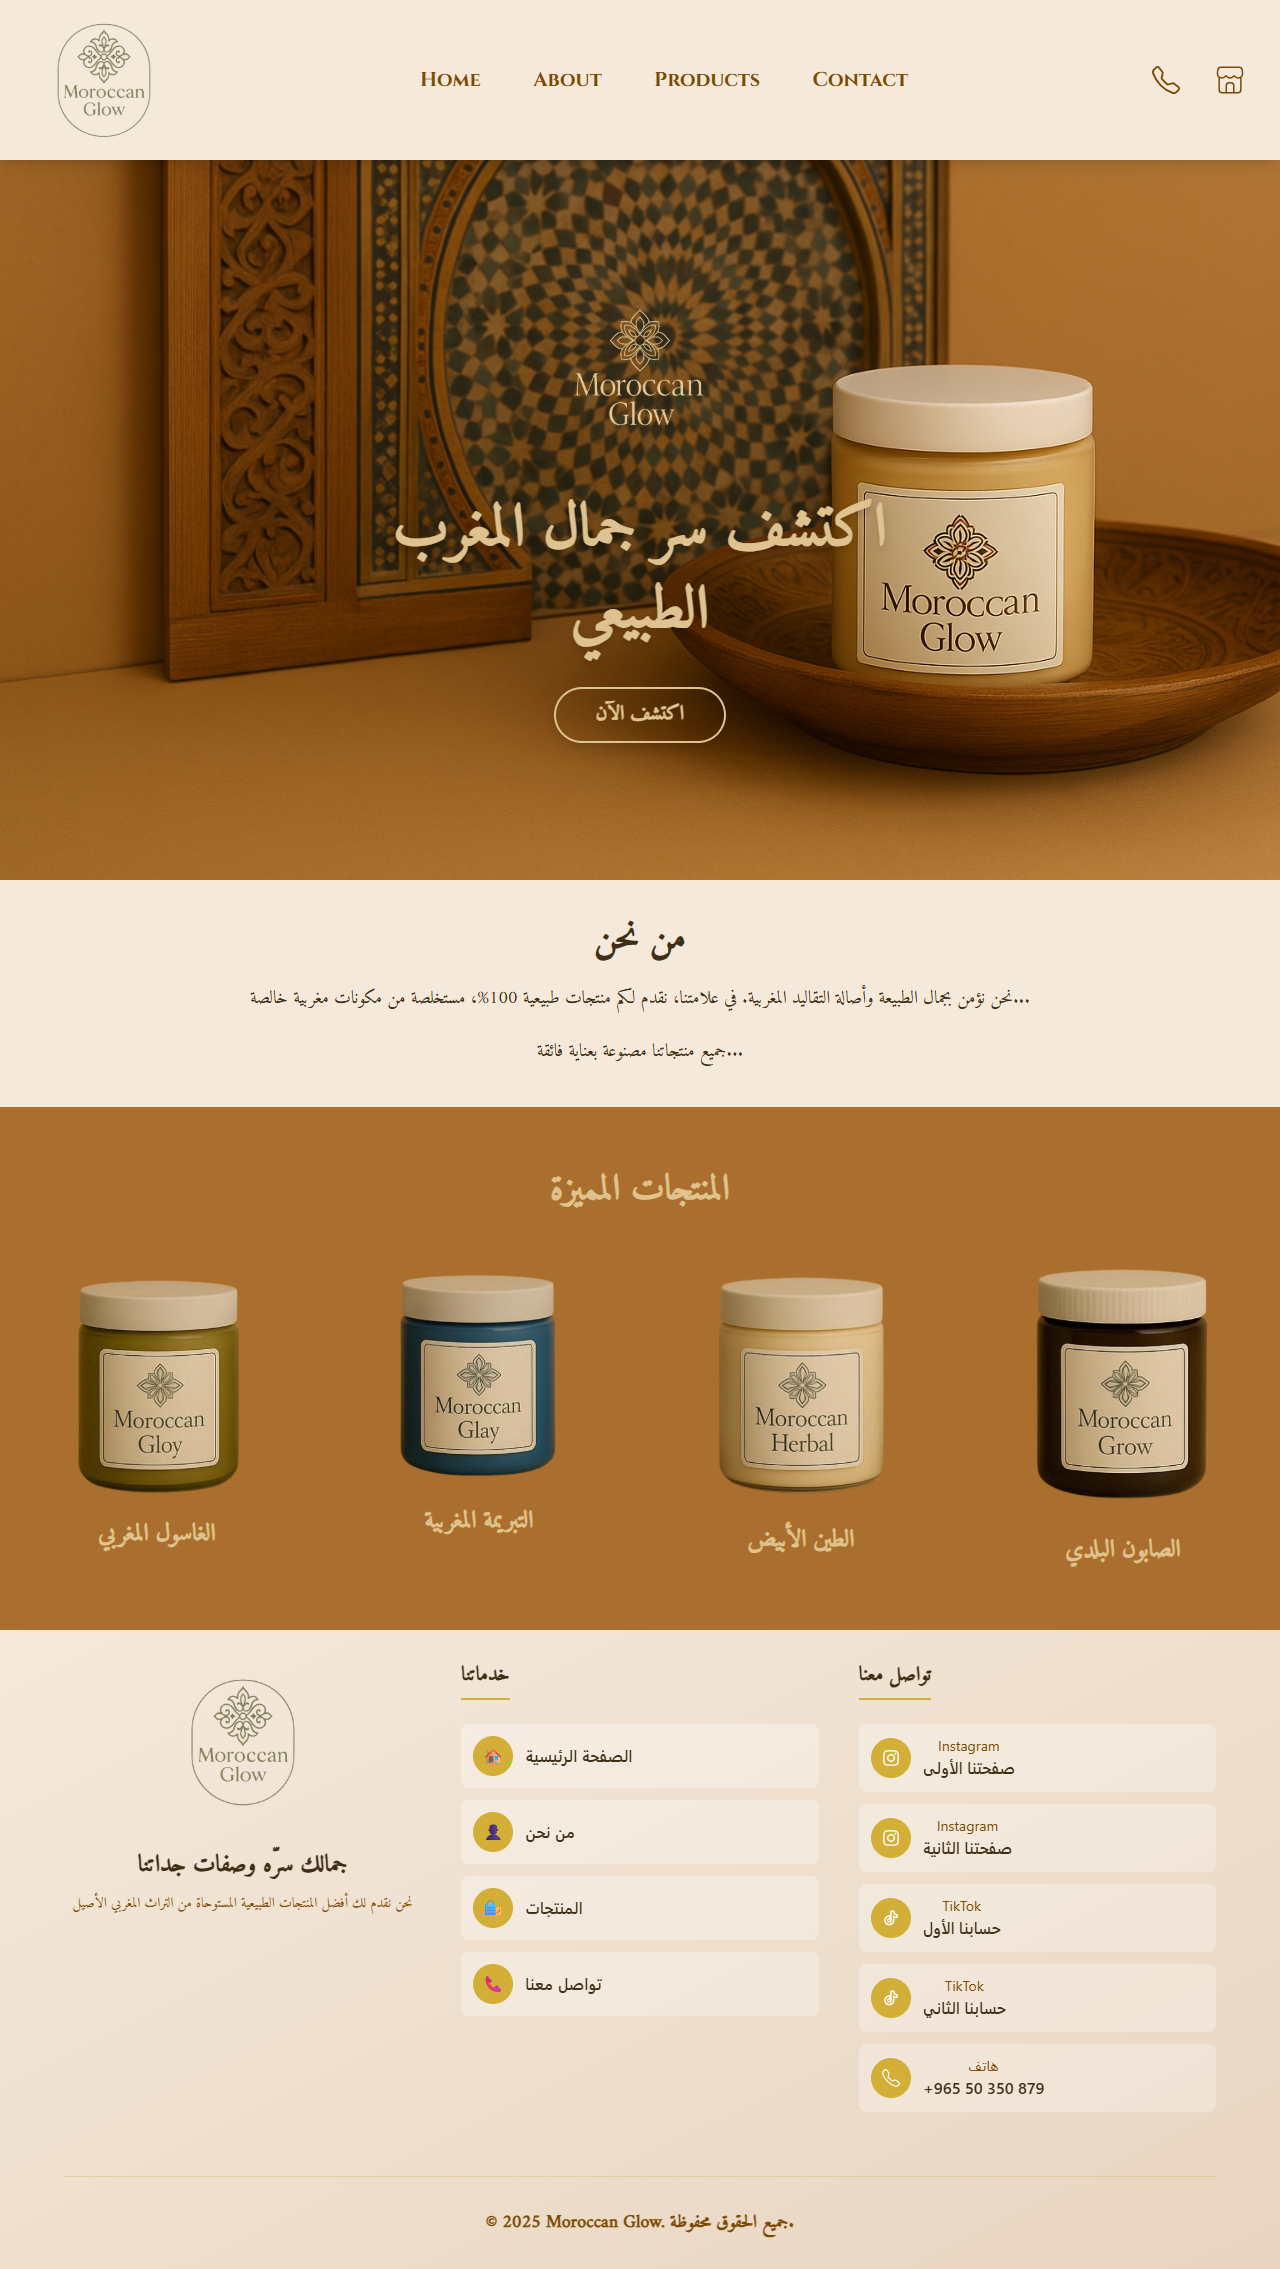 Moroccan
Glow
Home
About
Products
Contact
Moroccan
Glow
اكتشف سر جمال المغرب
الطبيعي
اكتشف الآن
Moroccan
Glow
من نحن
...نحن نؤمن بجمال الطبيعة وأصالة التقاليد المغربية. في علامتنا، نقدم لكم منتجات طبيعية 100%، مستخلصة من مكونات مغربية خالصة
...جميع منتجاتنا مصنوعة بعناية فائقة
المنتجات المميزة
Moroccan
Gloy
الغاسول المغربي
Moroccan
Glay
التبريمة المغربية
Moroccan
Herbal
الطين الأبيض
Moroccan
Grow
الصابون البلدي
Moroccan
Glow
جمالك سرّه وصفات جداتنا
نحن نقدم لك أفضل المنتجات الطبيعية المستوحاة من التراث المغربي الأصيل
خدماتنا
الصفحة الرئيسية
من نحن
المنتجات
تواصل معنا
تواصل معنا
Instagram
صفحتنا الأولى
Instagram
صفحتنا الثانية
TikTok
حسابنا الأول
TikTok
حسابنا الثاني
هاتف
+965 50 350 879
© 2025 Moroccan Glow. جميع الحقوق محفوظة.